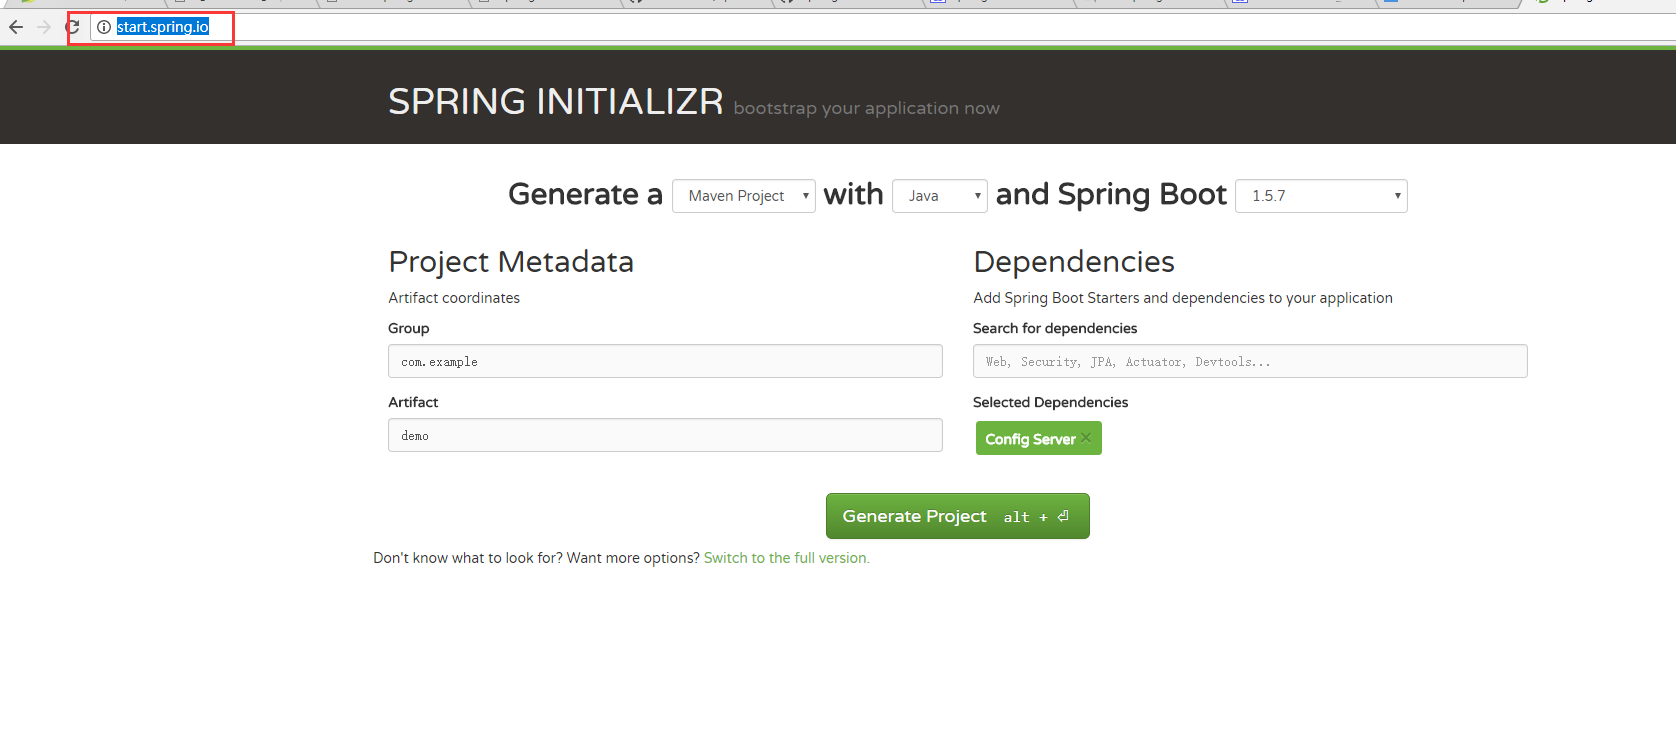 start.spring.io
SPRING INITIALIZR bootstrap your application now
Generate a Maven Project with Java and Spring Boot 1.5.7
Project Metadata
Artifact coordinates
Group
com.example
Artifact
demo
Dependencies
Add Spring Boot Starters and dependencies to your application
Search for dependencies
Web, Security, JPA, Actuator, Devtools...
Selected Dependencies
Config Server ×
Generate Project alt + ⏎
Don't know what to look for? Want more options? Switch to the full version.